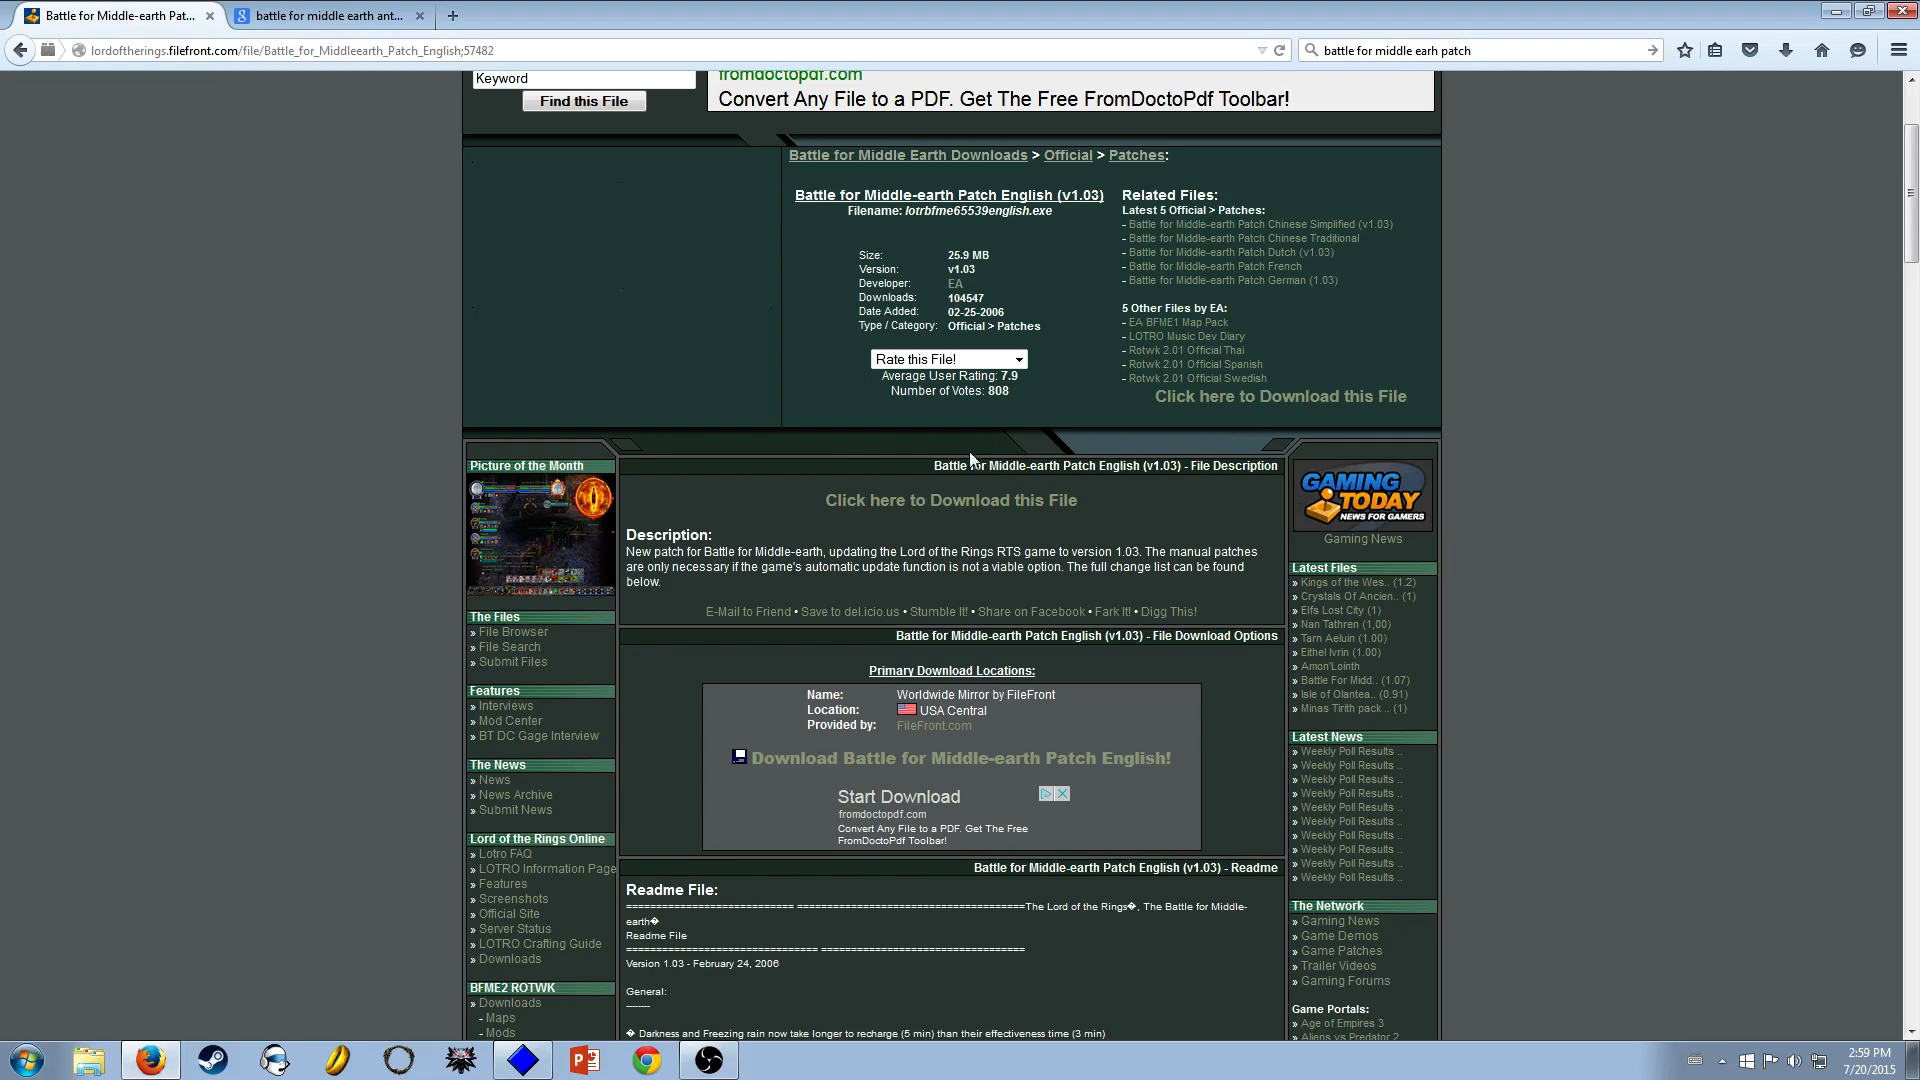 Battle for Middle-earth Pat...
battle for middle earth ant...
lordoftherings.filefront.com/file/Battle_for_Middleearth_Patch_English;57482
battle for middle earh patch
Keyword
Find this File
fromdoctopdf.com
Convert Any File to a PDF. Get The Free FromDoctoPdf Toolbar!
Battle for Middle Earth Downloads > Official > Patches:
Battle for Middle-earth Patch English (v1.03)
Filename: lotrbfme65539english.exe
Size: 25.9 MB
Version: v1.03
Developer: EA
Downloads: 104547
Date Added: 02-25-2006
Type / Category: Official > Patches
Rate this File!
Average User Rating: 7.9
Number of Votes: 808
Related Files:
Latest 5 Official > Patches:
- Battle for Middle-earth Patch Chinese Simplified (v1.03)
- Battle for Middle-earth Patch Chinese Traditional
- Battle for Middle-earth Patch Dutch (v1.03)
- Battle for Middle-earth Patch French
- Battle for Middle-earth Patch German (1.03)
5 Other Files by EA:
- EA BFME1 Map Pack
- LOTRO Music Dev Diary
- Rotwk 2.01 Official Thai
- Rotwk 2.01 Official Spanish
- Rotwk 2.01 Official Swedish
Click here to Download this File
Picture of the Month
The Files
» File Browser
» File Search
» Submit Files
Features
» Interviews
» Mod Center
» BT DC Gage Interview
The News
» News
» News Archive
» Submit News
Lord of the Rings Online
» Lotro FAQ
» LOTRO Information Page
» Features
» Screenshots
» Official Site
» Server Status
» LOTRO Crafting Guide
» Downloads
BFME2 ROTWK
» Downloads
- Maps
- Mods
Battle for Middle-earth Patch English (v1.03) - File Description
Click here to Download this File
Description:
New patch for Battle for Middle-earth, updating the Lord of the Rings RTS game to version 1.03. The manual patches
are only necessary if the game's automatic update function is not a viable option. The full change list can be found
below.
E-Mail to Friend • Save to del.icio.us • Stumble It! • Share on Facebook • Fark It! • Digg This!
Battle for Middle-earth Patch English (v1.03) - File Download Options
Primary Download Locations:
Name: Worldwide Mirror by FileFront
Location: USA Central
Provided by: FileFront.com
Download Battle for Middle-earth Patch English!
Start Download
fromdoctopdf.com
Convert Any File to a PDF. Get The Free
FromDoctoPdf Toolbar!
Battle for Middle-earth Patch English (v1.03) - Readme
Readme File:
============================ =====================================The Lord of the Rings�, The Battle for Middle-
earth�
Readme File
================================ ==================================
Version 1.03 - February 24, 2006
General:
-------
� Darkness and Freezing rain now take longer to recharge (5 min) than their effectiveness time (3 min)
GAMING
TODAY
NEWS FOR GAMERS
Gaming News
Latest Files
» Kings of the Wes.. (1.2)
» Crystals Of Ancien.. (1)
» Elfs Lost City (1)
» Nan Tathren (1,00)
» Tarn Aeluin (1.00)
» Eithel Ivrin (1.00)
» Amon'Lointh
» Battle For Midd.. (1.07)
» Isle of Olantea.. (0.91)
» Minas Tirith pack .. (1)
Latest News
» Weekly Poll Results ..
» Weekly Poll Results ..
» Weekly Poll Results ..
» Weekly Poll Results ..
» Weekly Poll Results ..
» Weekly Poll Results ..
» Weekly Poll Results ..
» Weekly Poll Results ..
» Weekly Poll Results ..
» Weekly Poll Results ..
The Network
» Gaming News
» Game Demos
» Game Patches
» Trailer Videos
» Gaming Forums
Game Portals:
» Age of Empires 3
» Aliens vs Predator 2
2:59 PM
7/20/2015